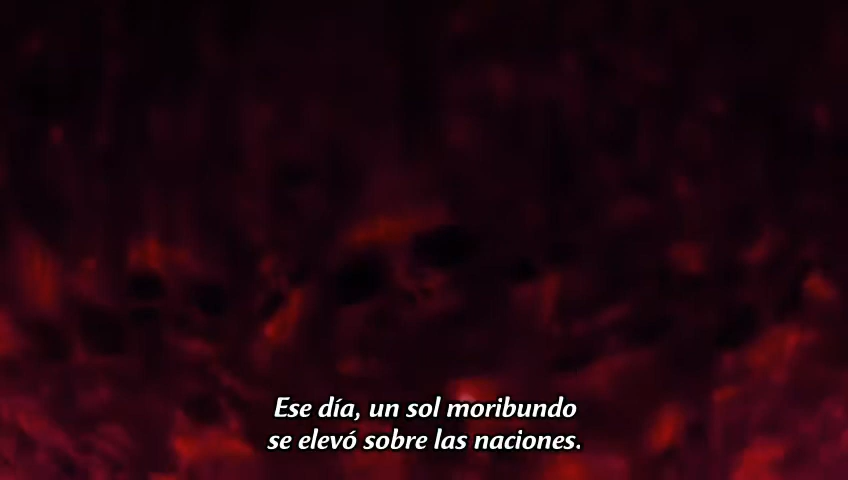 Ese día, un sol moribundo
se elevó sobre las naciones.